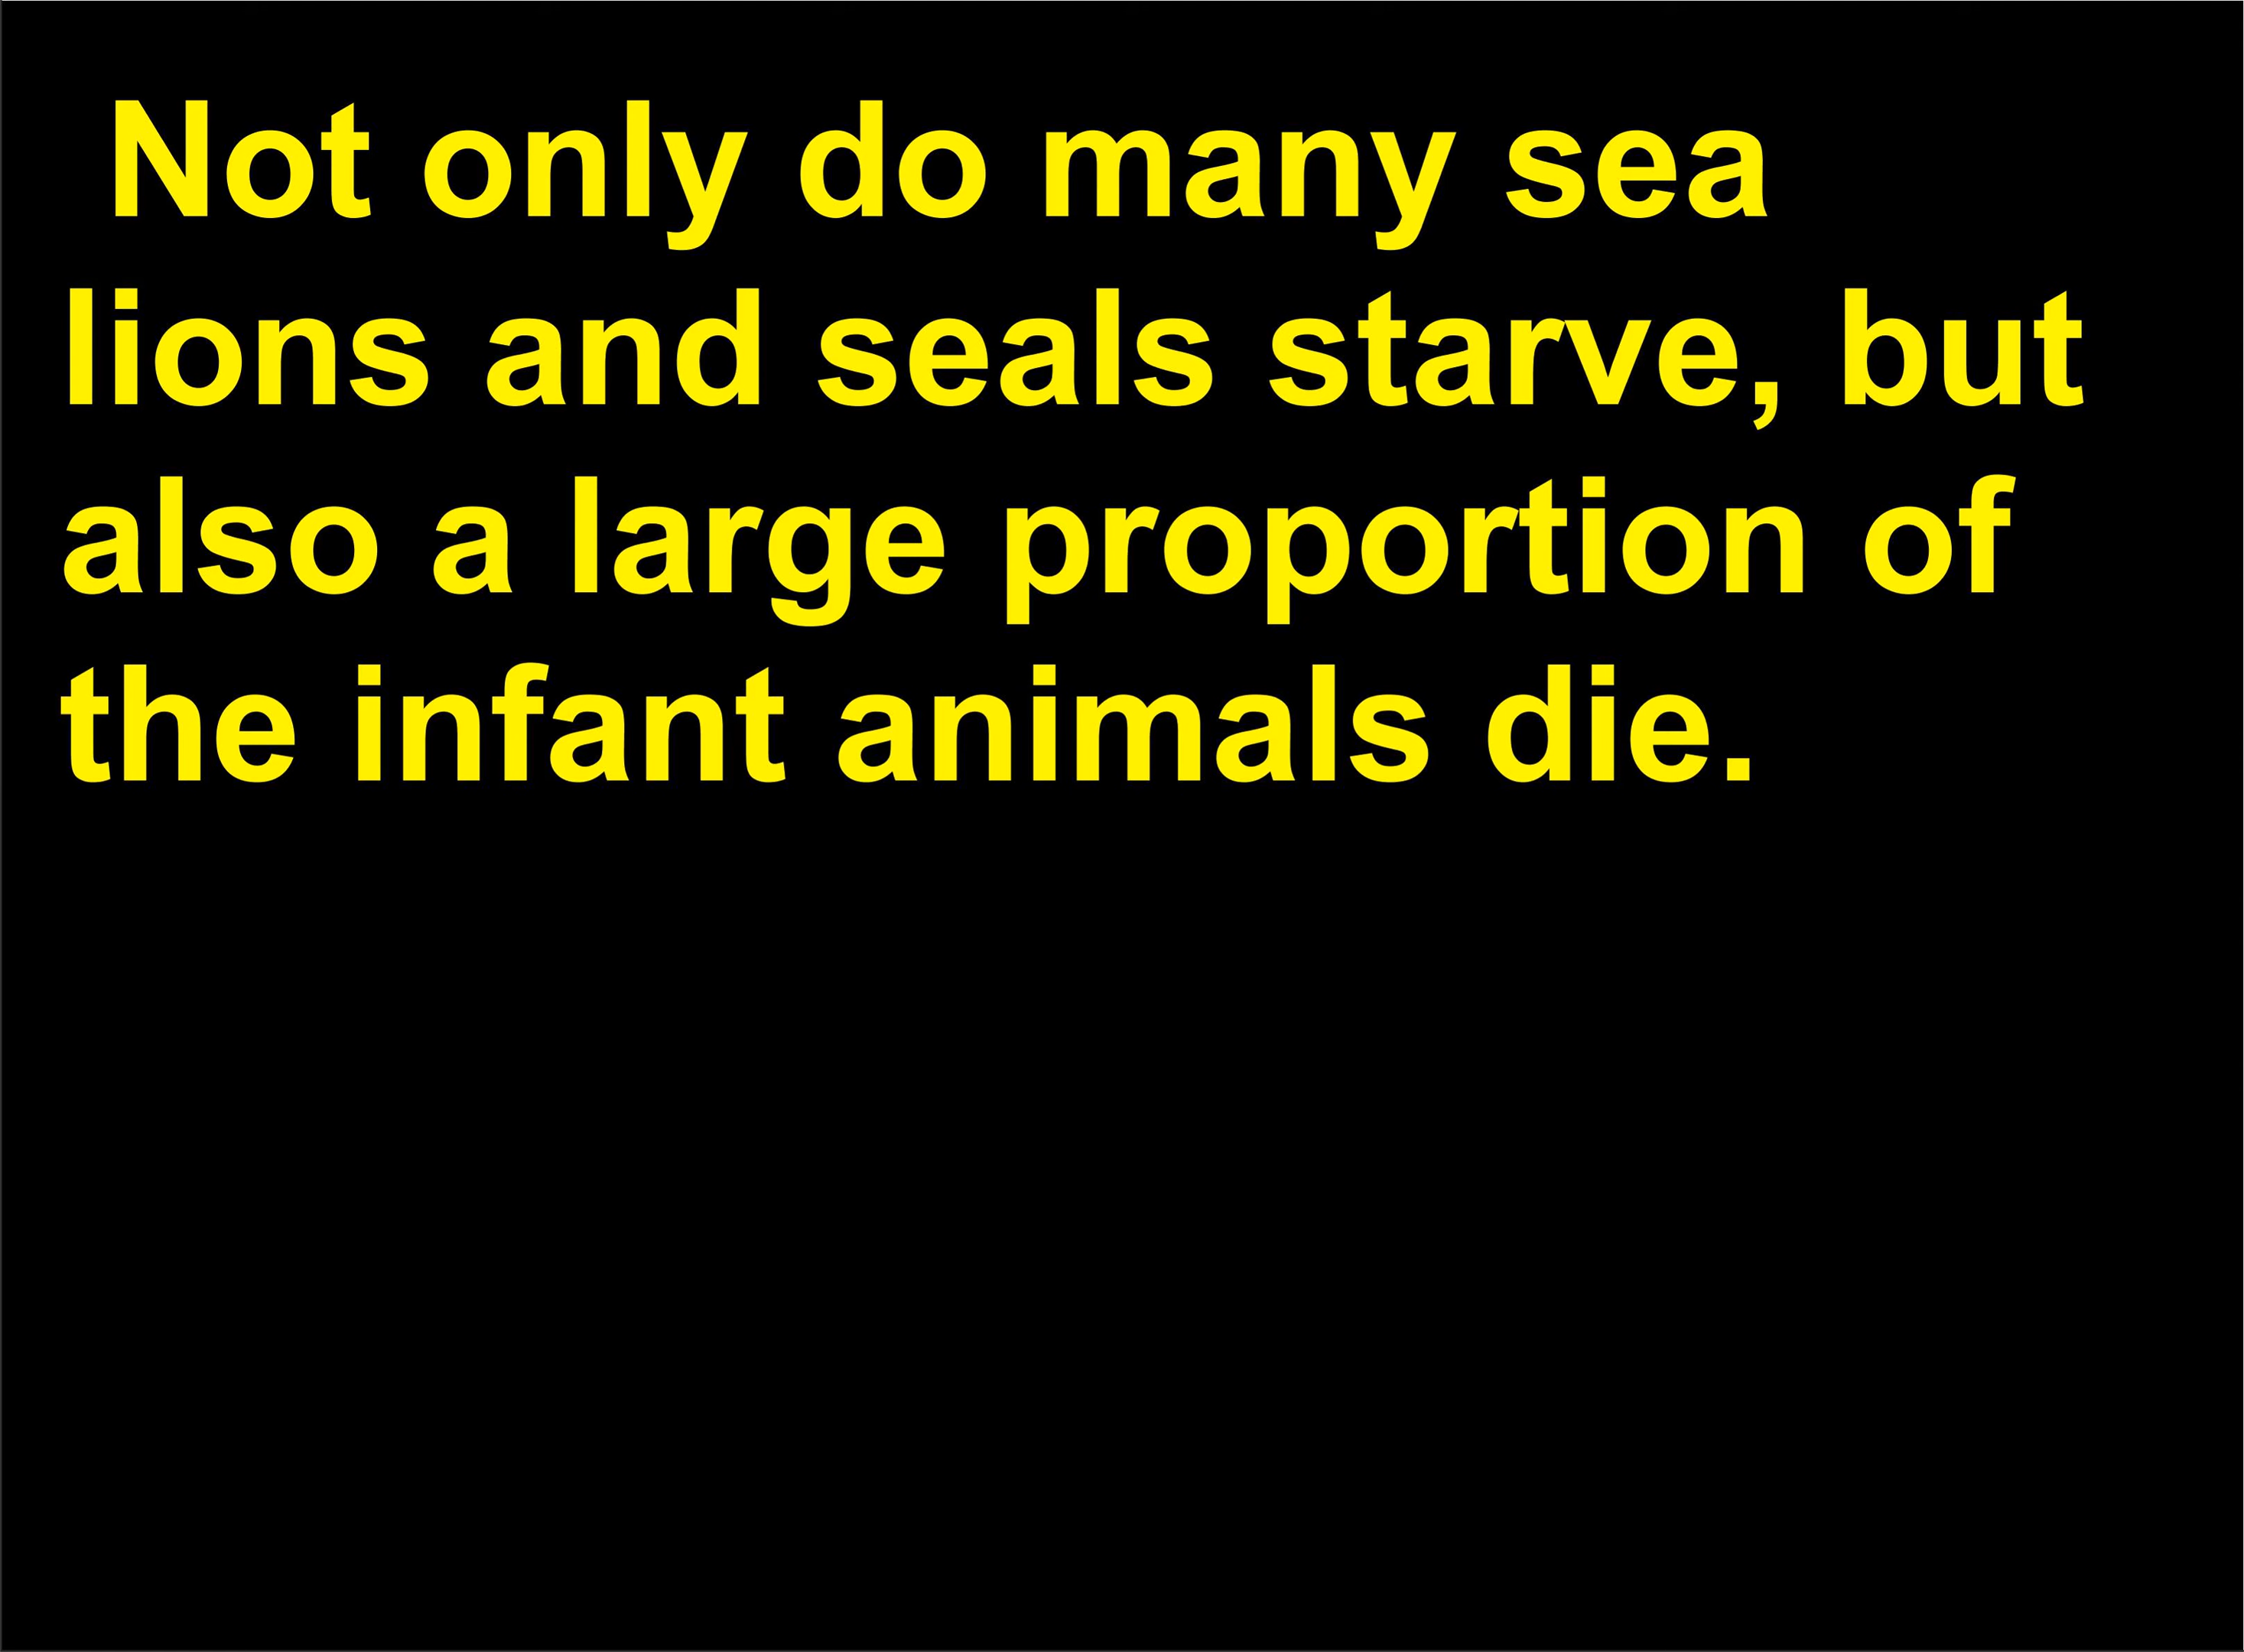 Not only do many sea
lions and seals starve, but
also a large proportion of
the infant animals die.